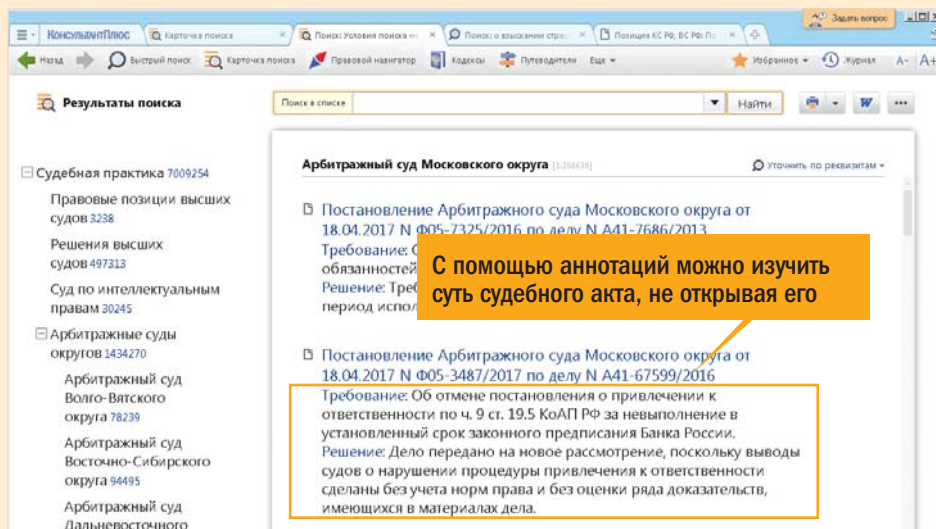 Задать вопрос
КонсультантПлюс
Карточка поиска
Поиск: Условия поиска не
Поиск: о взыскании страх
Позиция КС РФ, ВС РФ: По
Назад
Быстрый поиск
Карточка поиска
Правовой навигатор
Кодексы
Путеводители
Еще
Избранное
Журнал
A-
A+
Результаты поиска
Поиск в списке
Найти
Судебная практика 7009254
Правовые позиции высших
судов 3238
Решения высших
судов 497313
Суд по интеллектуальным
правам 30245
Арбитражные суды
округов 1434270
Арбитражный суд
Волго-Вятского
округа 78239
Арбитражный суд
Восточно-Сибирского
округа 94495
Арбитражный суд
Дальневосточного
Арбитражный суд Московского округа
Уточнить по реквизитам
Постановление Арбитражного суда Московского округа от
18.04.2017 N Ф05-7325/2016 по делу N А41-7686/2013
Требование: О
обязанностей
Решение: Треб
период испол
С помощью аннотаций можно изучить
суть судебного акта, не открывая его
Постановление Арбитражного суда Московского округа от
18.04.2017 N Ф05-3487/2017 по делу N А41-67599/2016
Требование: Об отмене постановления о привлечении к
ответственности по ч. 9 ст. 19.5 КоАП РФ за невыполнение в
установленный срок законного предписания Банка России.
Решение: Дело передано на новое рассмотрение, поскольку выводы
судов о нарушении процедуры привлечения к ответственности
сделаны без учета норм права и без оценки ряда доказательств,
имеющихся в материалах дела.